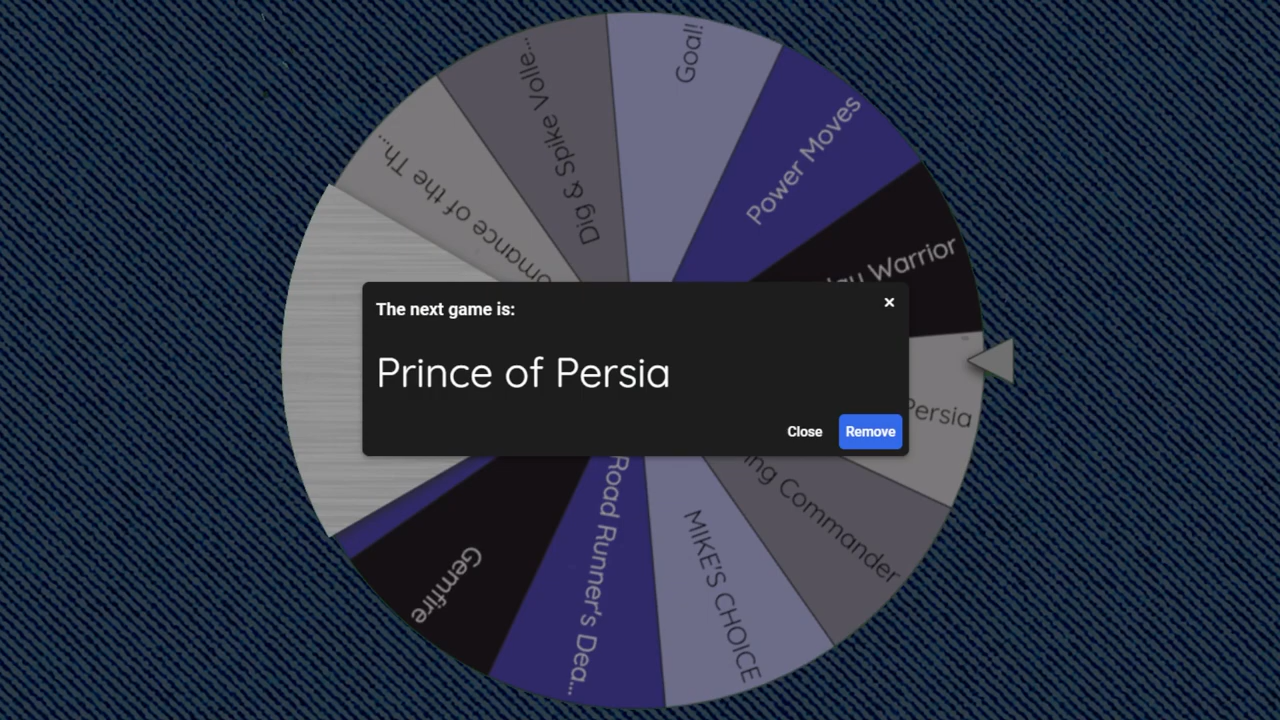 Goal!
Dig & Spike Volle...
Power Moves
Warrior
of the Th...
The next game is:
×
Prince of Persia
Close
Remove
Persia
Commander
MIKE'S CHOICE
Road Runner's Dea...
Gemfire